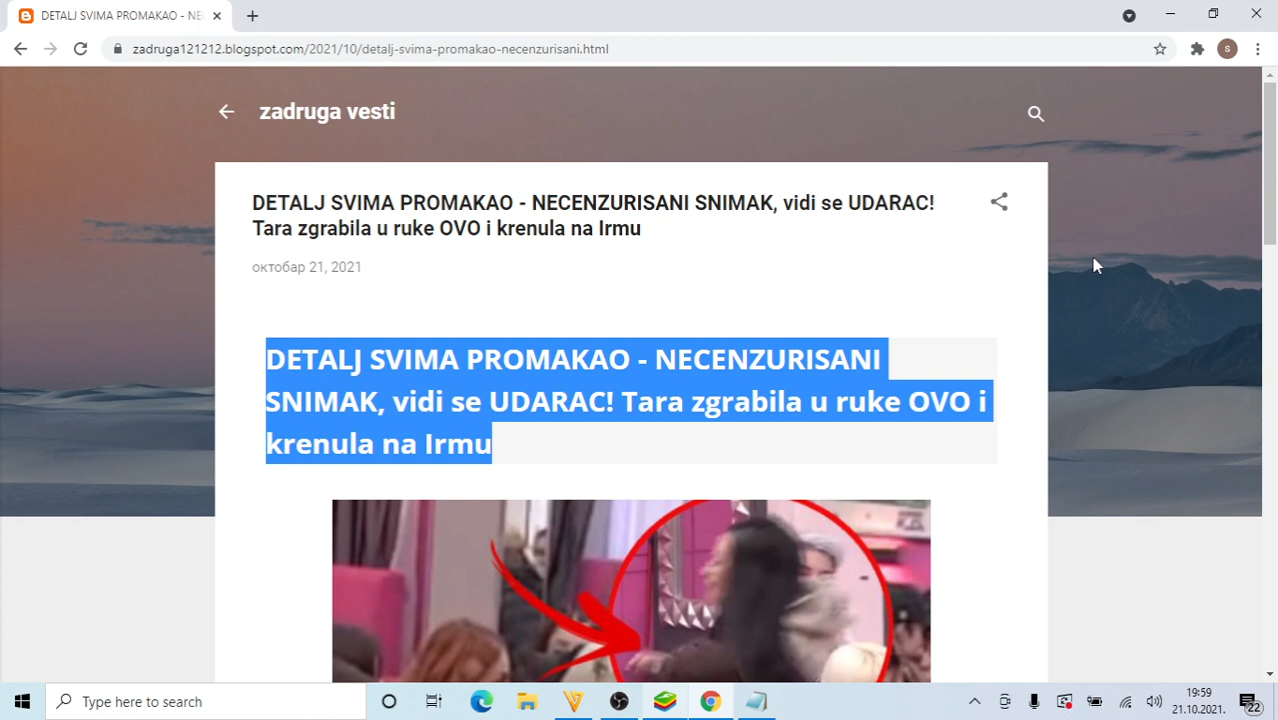 DETALJ SVIMA PROMAKAO - NEC
zadruga121212.blogspot.com/2021/10/detalj-svima-promakao-necenzurisani.html
S
zadruga vesti
DETALJ SVIMA PROMAKAO - NECENZURISANI SNIMAK, vidi se UDARAC!
Tara zgrabila u ruke OVO i krenula na Irmu
октобар 21, 2021
DETALJ SVIMA PROMAKAO - NECENZURISANI
SNIMAK, vidi se UDARAC! Tara zgrabila u ruke OVO i
krenula na Irmu
Type here to search
19:59
21.10.2021.
22